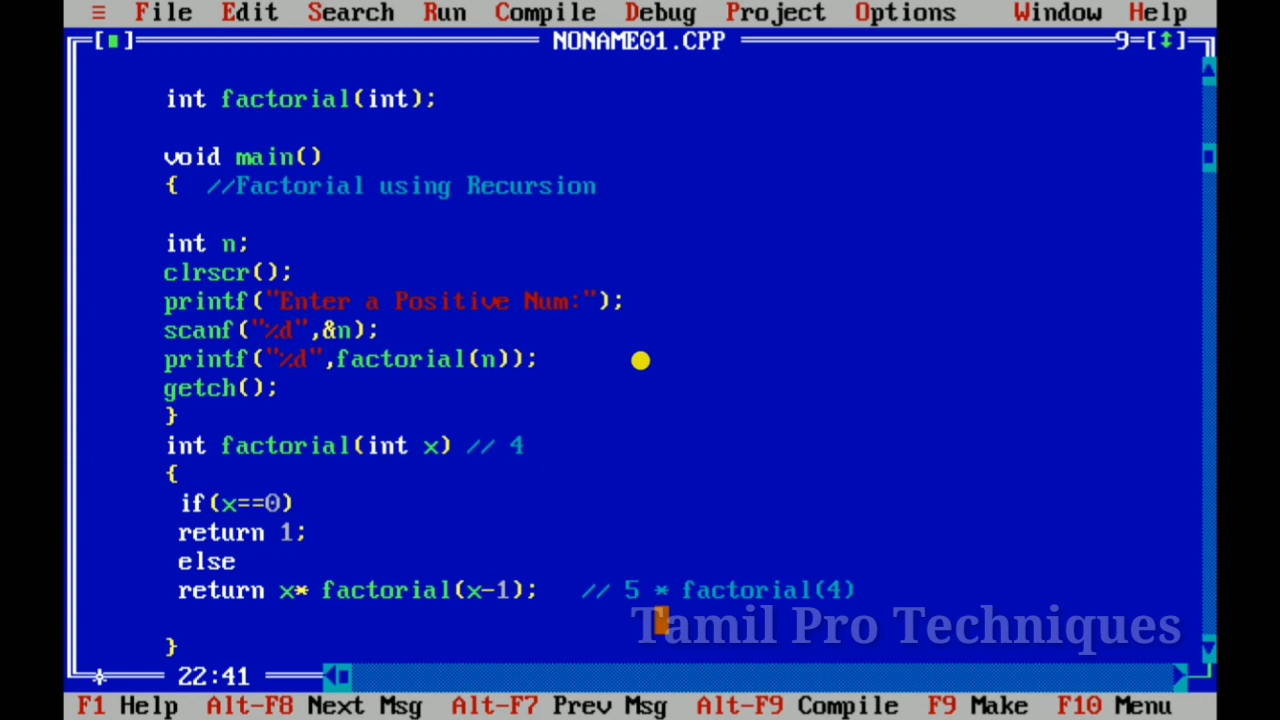 ≡ File Edit Search Run Compile Debug Project Options Window Help
[■] NONAME01.CPP 9=[↕]
int factorial(int);
void main()
{ //Factorial using Recursion
int n;
clrscr();
printf("Enter a Positive Num:");
scanf("%d",&n);
printf("%d",factorial(n));
getch();
}
int factorial(int x) // 4
{
if(x==0)
return 1;
else
return x* factorial(x-1); // 5 * factorial(4)
Tamil Pro Techniques
}
22:41
F1 Help Alt-F8 Next Msg Alt-F7 Prev Msg Alt-F9 Compile F9 Make F10 Menu